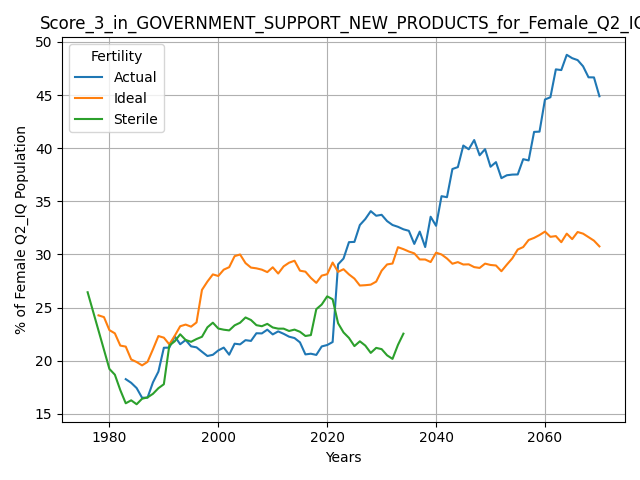 Score_3_in_GOVERNMENT_SUPPORT_NEW_PRODUCTS_for_Female_Q2_IQ
Fertility
Actual
Ideal
Sterile
% of Female Q2_IQ Population
50
45
40
35
30
25
20
15
1980 2000 2020 2040 2060
Years